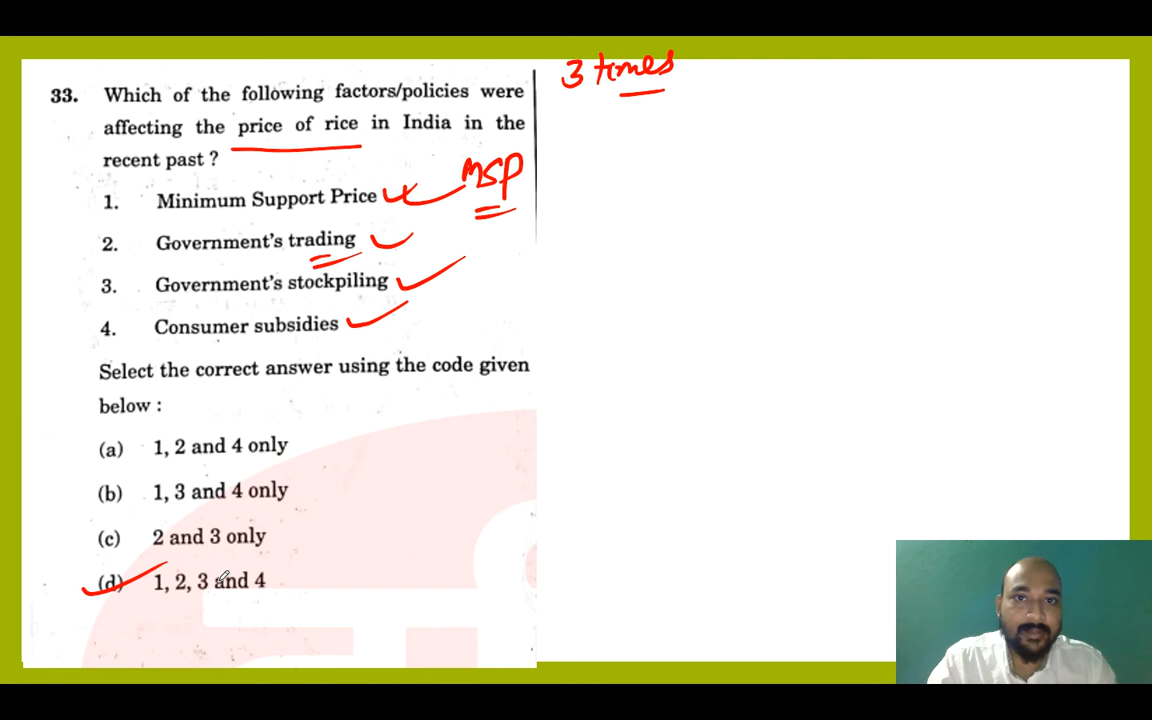 3 times
33. Which of the following factors/policies were
affecting the price of rice in India in the
recent past ?
MSP
1. Minimum Support Price
2. Government's trading
3. Government's stockpiling
4. Consumer subsidies
Select the correct answer using the code given
below :
(a) 1, 2 and 4 only
(b) 1, 3 and 4 only
(c) 2 and 3 only
(d) 1, 2, 3 and 4